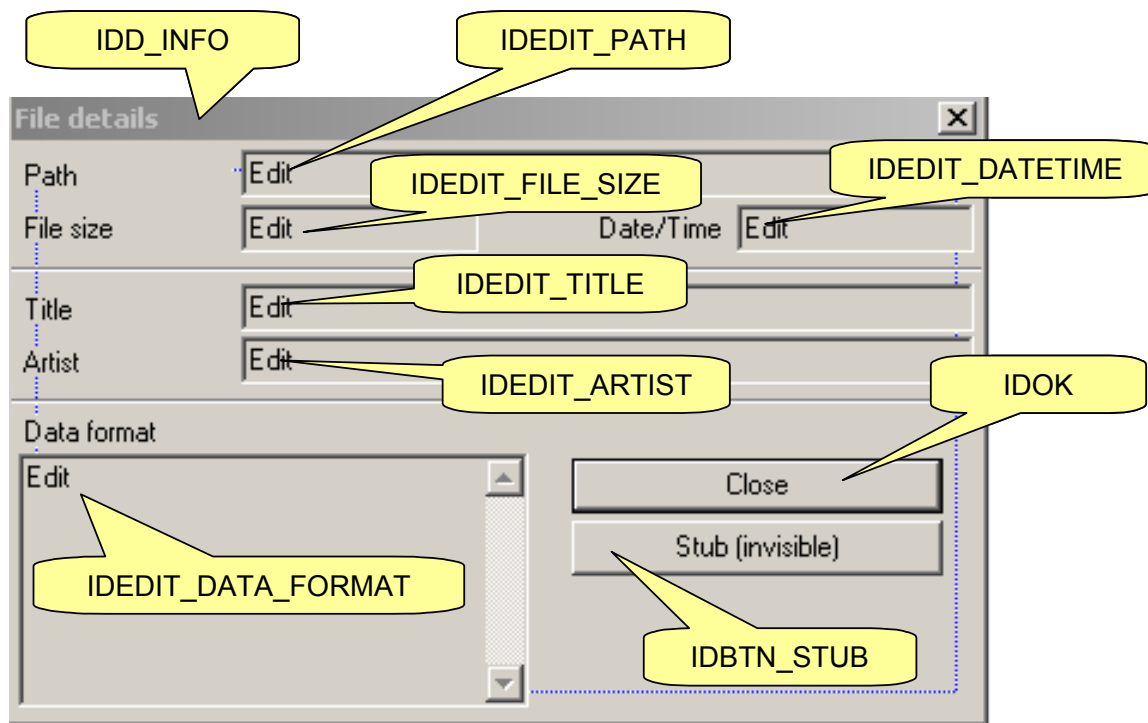 IDD_INFO
IDEDIT_PATH
File details
Path
Edit
IDEDIT_FILE_SIZE
IDEDIT_DATETIME
File size
Edit
Date/Time
Edit
IDEDIT_TITLE
Title
Edit
Artist
Edit
IDEDIT_ARTIST
IDOK
Data format
Edit
Close
Stub (invisible)
IDEDIT_DATA_FORMAT
IDBTN_STUB